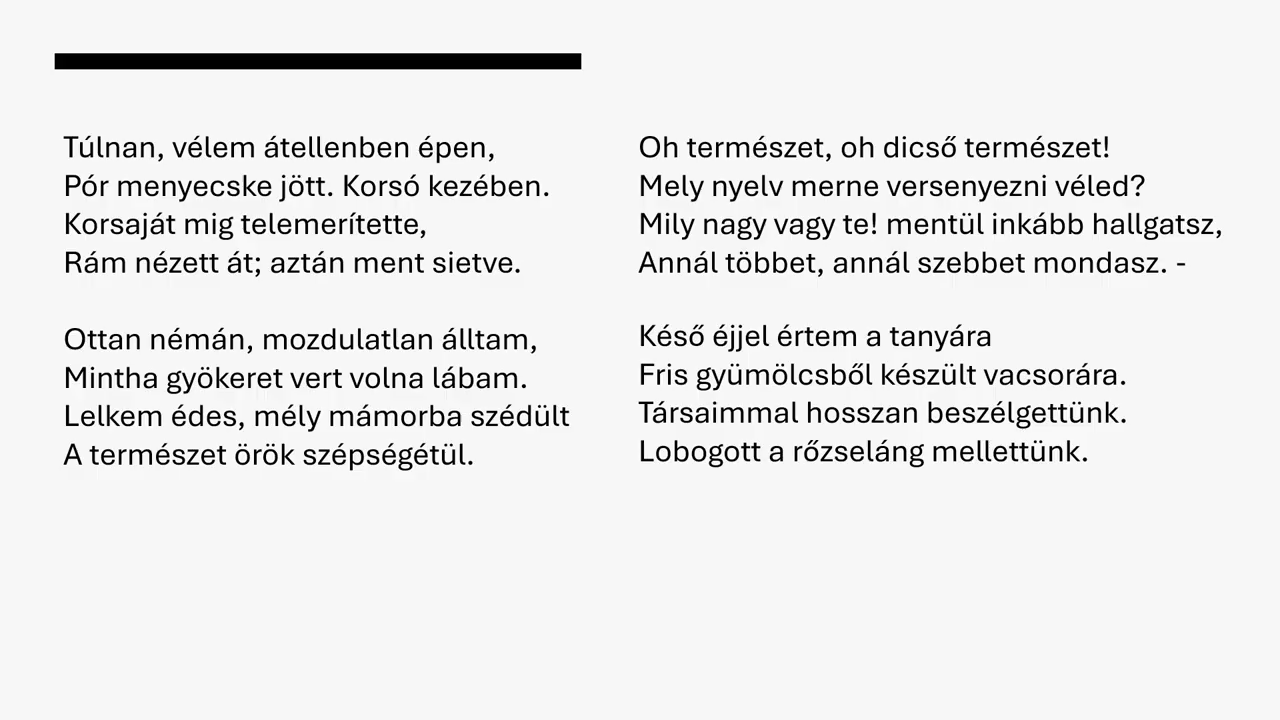 Túlnan, vélem átellenben épen,
Pór menyecske jött. Korsó kezében.
Korsaját mig telemerítette,
Rám nézett át; aztán ment sietve.
Ottan némán, mozdulatlan álltam,
Mintha gyökeret vert volna lábam.
Lelkem édes, mély mámorba szédült
A természet örök szépségétül.
Oh természet, oh dicső természet!
Mely nyelv merne versenyezni véled?
Mily nagy vagy te! mentül inkább hallgatsz,
Annál többet, annál szebbet mondasz. -
Késő éjjel értem a tanyára
Fris gyümölcsből készült vacsorára.
Társaimmal hosszan beszélgettünk.
Lobogott a rőzseláng mellettünk.